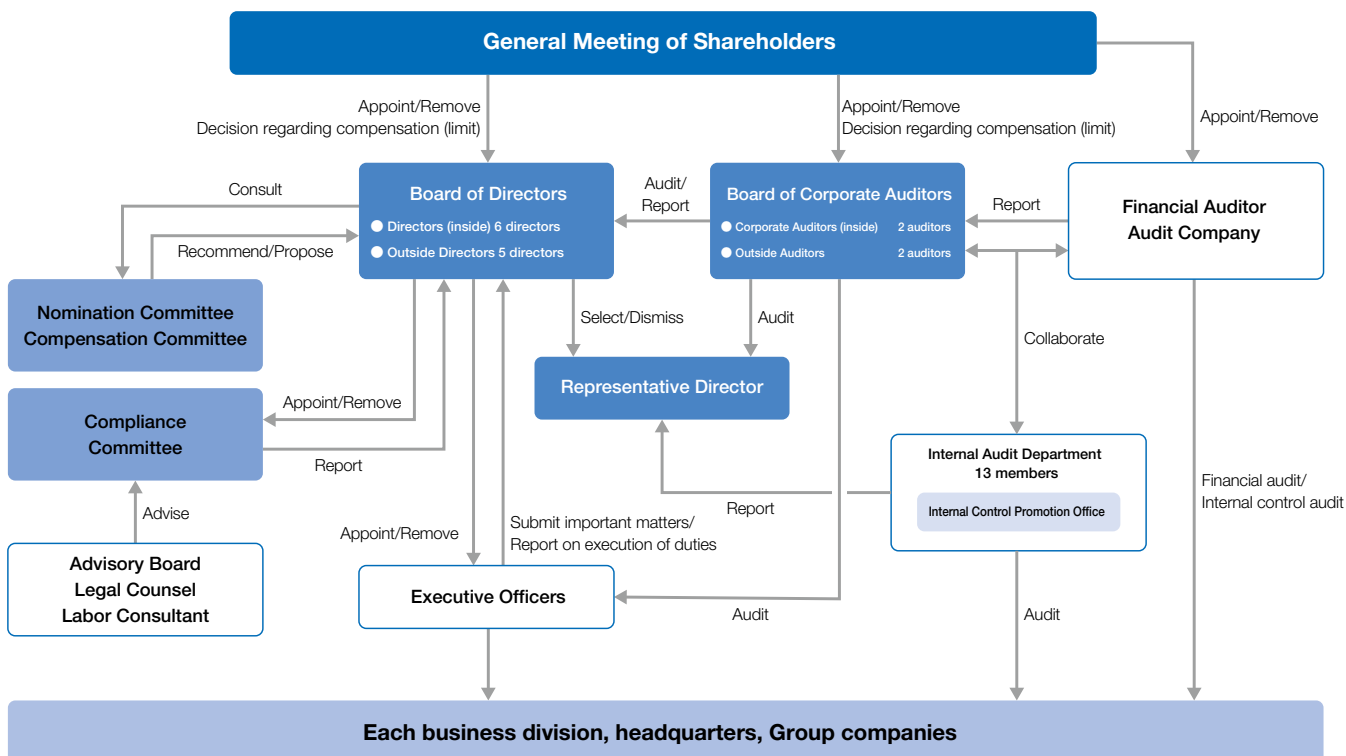 General Meeting of Shareholders
Appoint/Remove
Decision regarding compensation (limit)
Appoint/Remove
Decision regarding compensation (limit)
Appoint/Remove
Consult
Recommend/Propose
Board of Directors
Directors (inside) 6 directors
Outside Directors 5 directors
Audit/
Report
Board of Corporate Auditors
Corporate Auditors (inside) 2 auditors
Outside Auditors 2 auditors
Report
Financial Auditor
Audit Company
Nomination Committee
Compensation Committee
Select/Dismiss
Audit
Collaborate
Representative Director
Compliance
Committee
Appoint/Remove
Report
Internal Audit Department
13 members
Internal Control Promotion Office
Report
Financial audit/
Internal control audit
Advise
Advisory Board
Legal Counsel
Labor Consultant
Appoint/Remove
Submit important matters/
Report on execution of duties
Executive Officers
Audit
Audit
Each business division, headquarters, Group companies